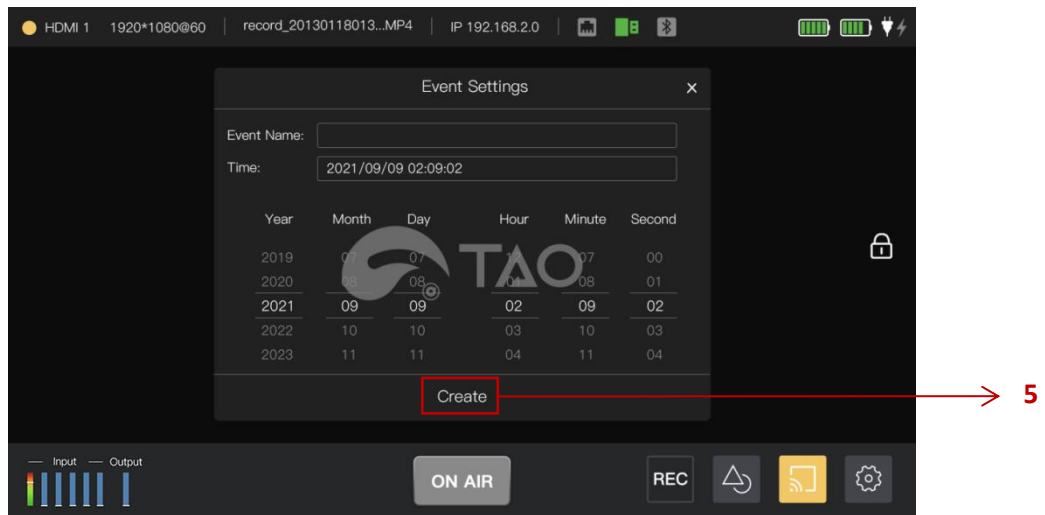 HDMI 1 1920*1080@60 record_20130118013...MP4 IP 192.168.2.0
Event Settings x
Event Name:
Time: 2021/09/09 02:09:02
Year Month Day Hour Minute Second
2019 07 07 07 00
2020 08 08 01 08 01
2021 09 09 02 09 02
2022 10 10 03 10 03
2023 11 11 04 11 04
TAO
Create 5
Input Output
ON AIR REC